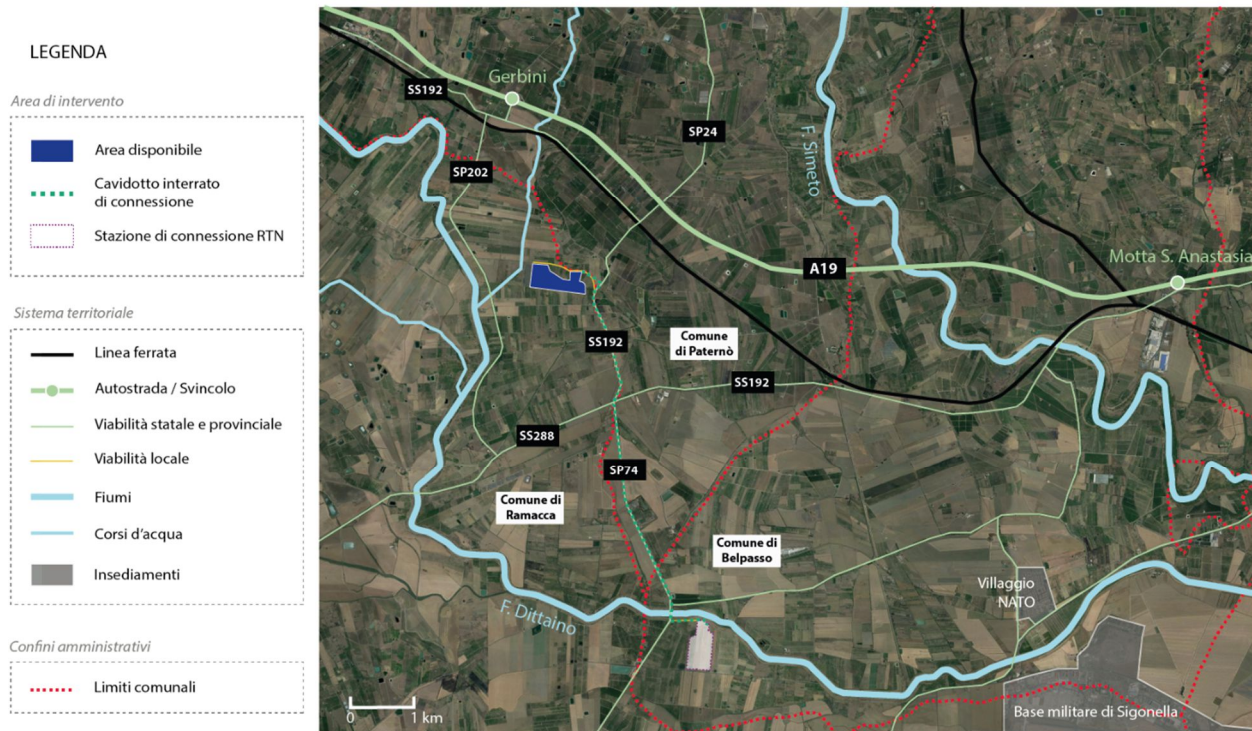 LEGENDA
Area di intervento
Area disponibile
Cavidotto interrato
di connessione
Stazione di connessione RTN
Sistema territoriale
Linea ferrata
Autostrada / Svincolo
Viabilità statale e provinciale
Viabilità locale
Fiumi
Corsi d'acqua
Insediamenti
Confini amministrativi
Limiti comunali
Gerbini
SS192
SP24
F. Simeto
SP202
A19
Motta S. Anastasia
SS192
Comune
di Paternò
SS192
SS288
SP74
Comune di
Ramacca
Comune di
Belpasso
Villaggio
NATO
F. Dittaino
Base militare di Sigonella
0 1 km